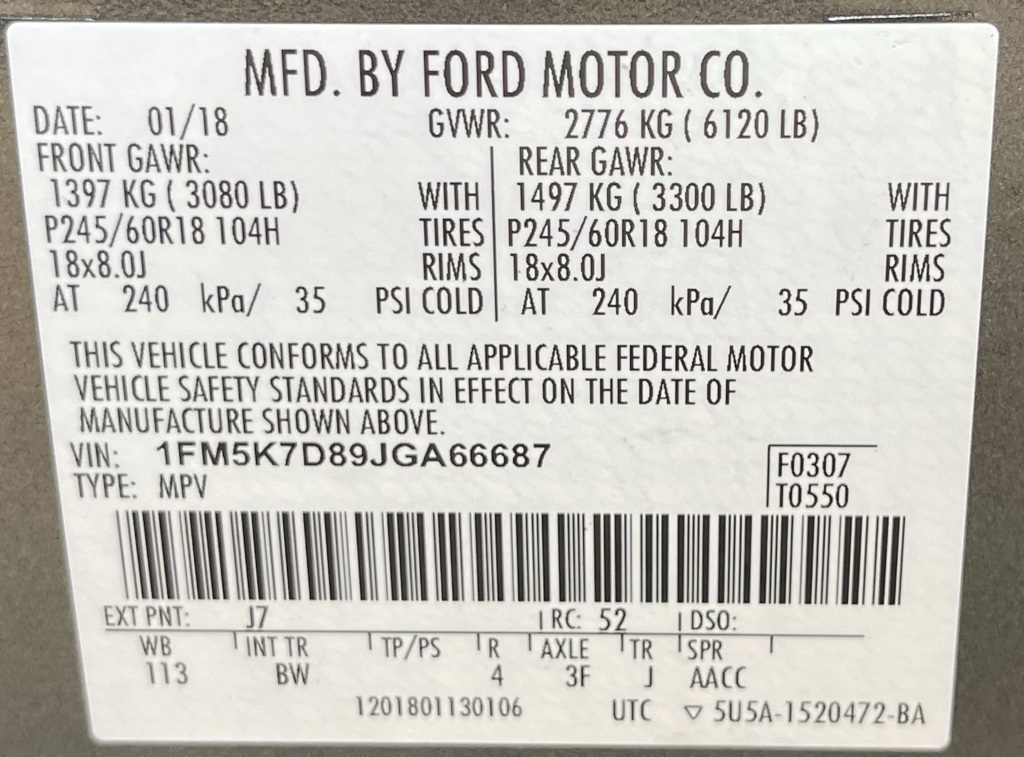 MFD. BY FORD MOTOR CO.
DATE: 01/18 GVWR: 2776 KG ( 6120 LB)
FRONT GAWR: REAR GAWR:
1397 KG ( 3080 LB) WITH 1497 KG ( 3300 LB) WITH
P245/60R18 104H TIRES P245/60R18 104H TIRES
18x8.0J RIMS 18x8.0J RIMS
AT 240 kPa/ 35 PSI COLD AT 240 kPa/ 35 PSI COLD
THIS VEHICLE CONFORMS TO ALL APPLICABLE FEDERAL MOTOR
VEHICLE SAFETY STANDARDS IN EFFECT ON THE DATE OF
MANUFACTURE SHOWN ABOVE.
VIN: 1FM5K7D89JGA66687 F0307
TYPE: MPV T0550
EXT PNT: J7 RC: 52 DSO:
WB INT TR TP/PS R AXLE TR SPR
113 BW 4 3F J AACC
1201801130106 UTC ▽ 5U5A-1520472-BA